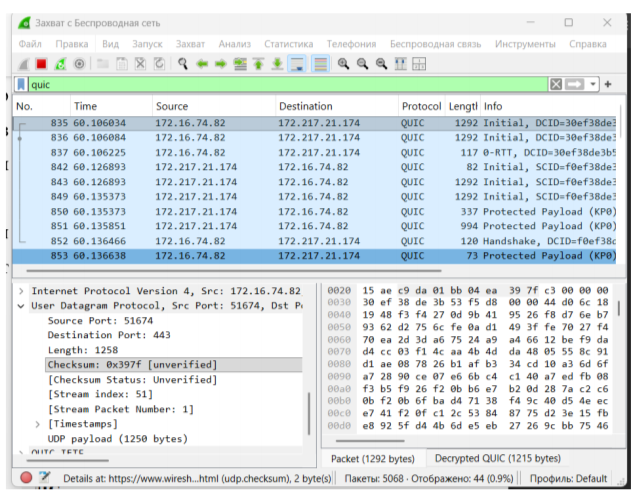 Захват с Беспроводная сеть
Файл Правка Вид Запуск Захват Анализ Статистика Телефония Беспроводная связь Инструменты Справка
quic
No. Time Source Destination Protocol Lengtl Info
835 60.106034 172.16.74.82 172.217.21.174 QUIC 1292 Initial, DCID=30ef38de3
836 60.106084 172.16.74.82 172.217.21.174 QUIC 1292 Initial, DCID=30ef38de3
837 60.106225 172.16.74.82 172.217.21.174 QUIC 117 0-RTT, DCID=30ef38de3b5
842 60.126893 172.217.21.174 172.16.74.82 QUIC 82 Initial, SCID=f0ef38de3
843 60.126893 172.217.21.174 172.16.74.82 QUIC 1292 Initial, SCID=f0ef38de3
849 60.135373 172.217.21.174 172.16.74.82 QUIC 1292 Initial, SCID=f0ef38de3
850 60.135373 172.217.21.174 172.16.74.82 QUIC 337 Protected Payload (KP0)
851 60.135851 172.217.21.174 172.16.74.82 QUIC 994 Protected Payload (KP0)
852 60.136466 172.16.74.82 172.217.21.174 QUIC 120 Handshake, DCID=f0ef38d
853 60.136638 172.16.74.82 172.217.21.174 QUIC 73 Protected Payload (KP0)
Internet Protocol Version 4, Src: 172.16.74.82
User Datagram Protocol, Src Port: 51674, Dst Po
Source Port: 51674
Destination Port: 443
Length: 1258
Checksum: 0x397f [unverified]
[Checksum Status: Unverified]
[Stream index: 51]
[Stream Packet Number: 1]
[Timestamps]
UDP payload (1250 bytes)
QUIC IETF
0020 15 ae c9 da 01 bb 04 ea 39 7f c3 00 00 00
0030 30 ef 38 de 3b 53 f5 d8 00 00 44 d0 6c 18
0040 19 48 f3 f4 27 0d 9b 41 95 26 f8 d7 6e b7
0050 93 62 d2 75 6c fe 0a d1 49 3f fe 70 27 f4
0060 70 ea 2d 3d a6 75 24 a9 a4 66 12 be f9 da
0070 d4 cc 03 f1 4c aa 4b 4d da 48 05 55 8c 91
0080 d1 ae 08 78 26 b1 af b3 34 cd 10 a3 6d 6f
0090 a7 28 90 ce 07 e6 6b c4 c1 40 a7 ed fb 08
00a0 f3 b5 f9 26 f2 0b b6 e7 b2 0d 28 7a c2 c6
00b0 0b f2 0b 6f ba d4 71 38 f4 9c 40 d5 4e ec
00c0 e7 41 f2 0f c1 2c 53 84 87 75 d2 3e 15 fb
00d0 e8 92 5f d4 4b 6d e5 eb 27 26 9c bb 75 46
Packet (1292 bytes) Decrypted QUIC (1215 bytes)
Details at: https://www.wiresh...html (udp.checksum), 2 byte(s) Пакеты: 5068 · Отображено: 44 (0.9%) Профиль: Default